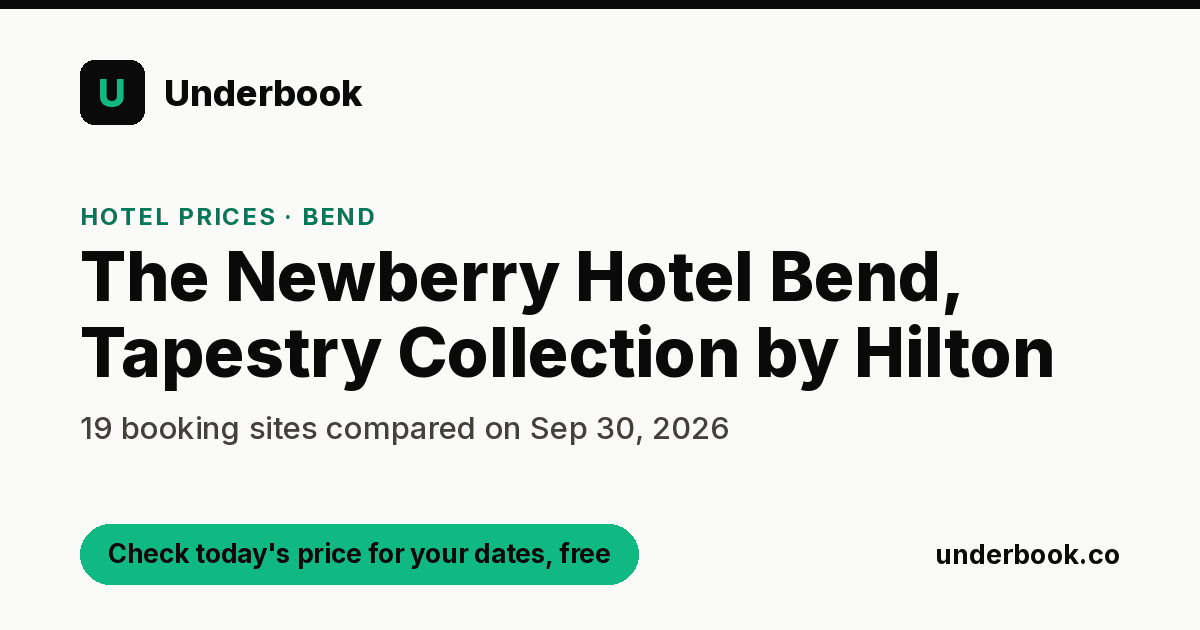 U
Underbook
HOTEL PRICES · BEND
The Newberry Hotel Bend,
Tapestry Collection by Hilton
19 booking sites compared on Sep 30, 2026
Check today's price for your dates, free
underbook.co